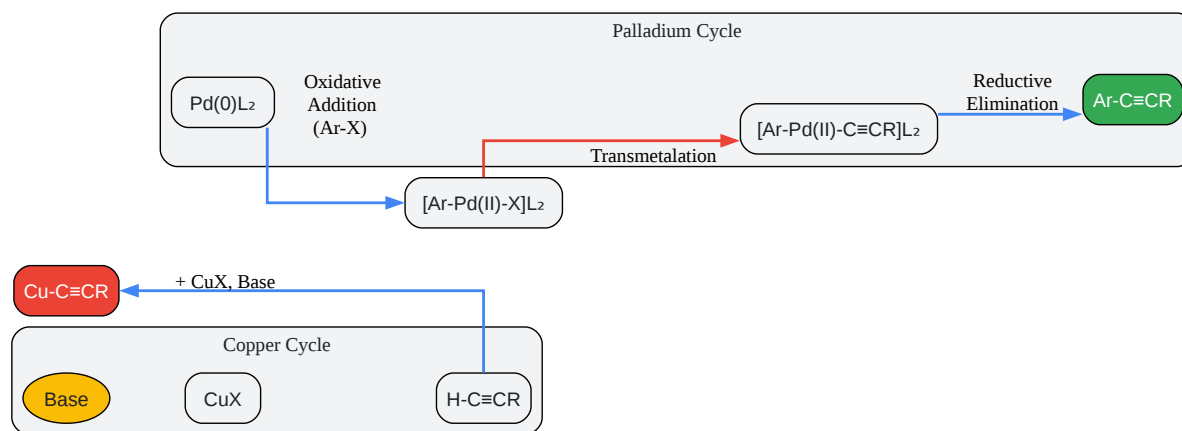 Palladium Cycle
Pd(0)L₂
Oxidative
Addition
(Ar-X)
Reductive
Elimination
Ar-C≡CR
[Ar-Pd(II)-C≡CR]L₂
Transmetalation
[Ar-Pd(II)-X]L₂
Cu-C≡CR
+ CuX, Base
Copper Cycle
Base
CuX
H-C≡CR